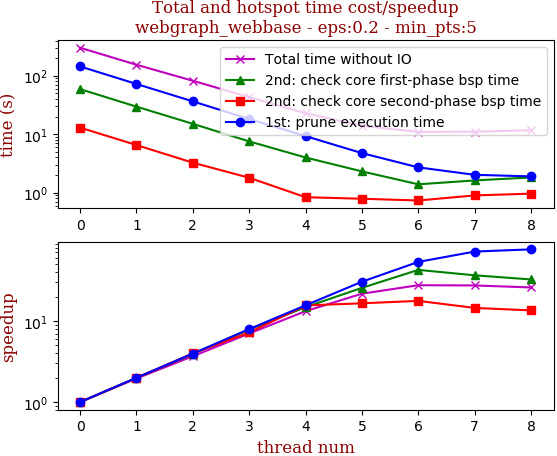 Total and hotspot time cost/speedup
webgraph_webbase - eps:0.2 - min_pts:5
time (s)
10²
10¹
10⁰
Total time without IO
2nd: check core first-phase bsp time
2nd: check core second-phase bsp time
1st: prune execution time
0 1 2 3 4 5 6 7 8
speedup
10¹
10⁰
0 1 2 3 4 5 6 7 8
thread num